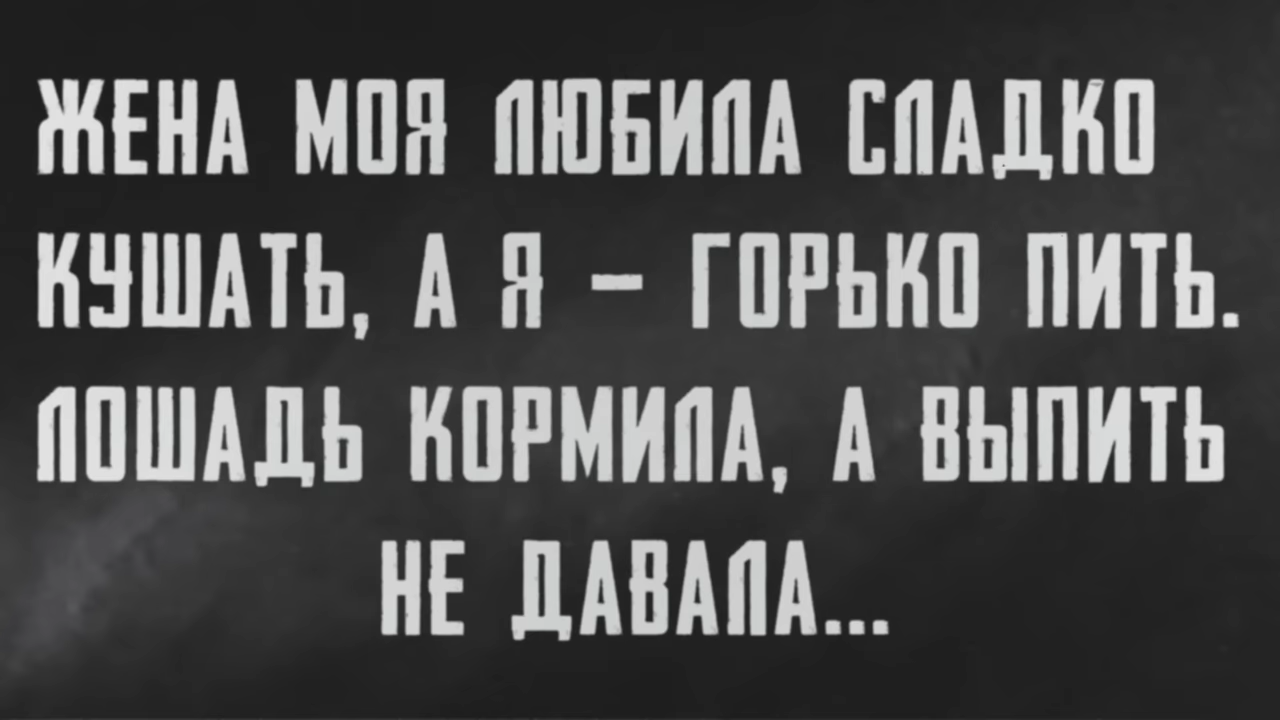 ЖЕНА МОЯ ЛЮБИЛА СЛАДКО
КУШАТЬ, А Я – ГОРЬКО ПИТЬ.
ЛОШАДЬ КОРМИЛА, А ВЫПИТЬ
НЕ ДАВАЛА...